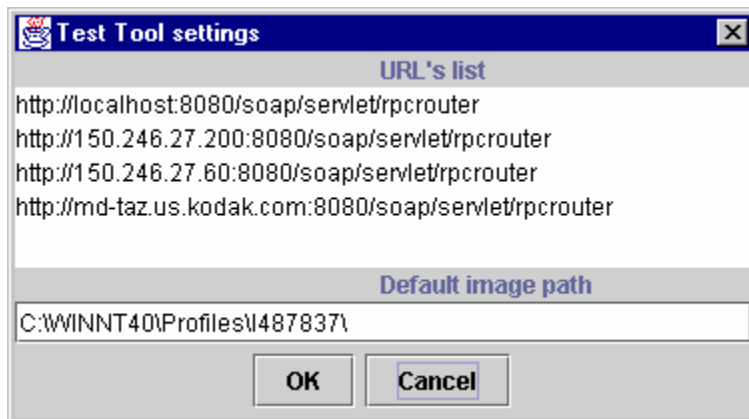 Test Tool settings
URL's list
http://localhost:8080/soap/servlet/rpcrouter
http://150.246.27.200:8080/soap/servlet/rpcrouter
http://150.246.27.60:8080/soap/servlet/rpcrouter
http://md-taz.us.kodak.com:8080/soap/servlet/rpcrouter
Default image path
C:\WINNT40\Profiles\l487837\
OK Cancel